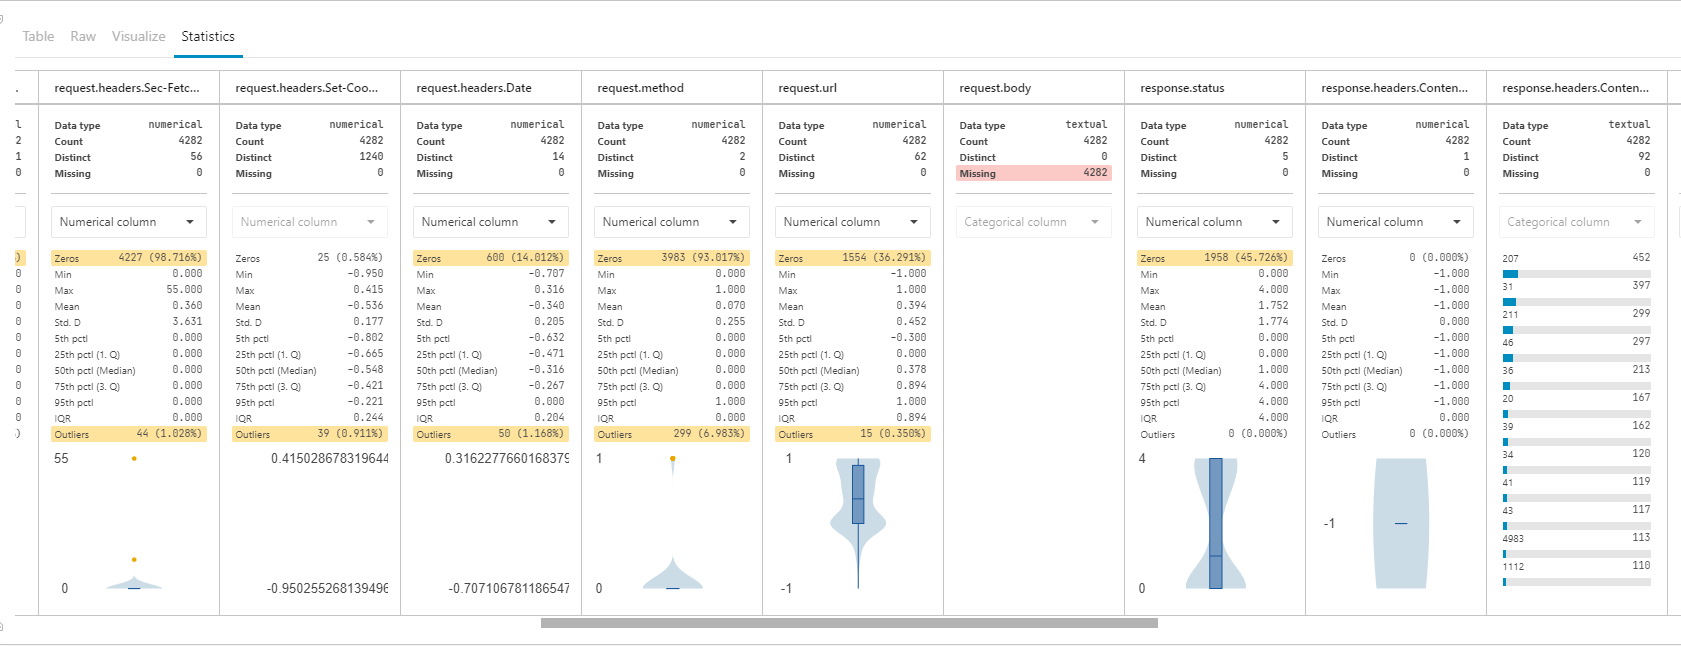 Table Raw Visualize Statistics
. request.headers.Sec-Fetc... request.headers.Set-Coo... request.headers.Date request.method request.url request.body response.status response.headers.Conten... response.headers.Conten...
l Data type numerical Data type numerical Data type numerical Data type numerical Data type numerical Data type textual Data type numerical Data type numerical Data type textual
2 Count 4282 Count 4282 Count 4282 Count 4282 Count 4282 Count 4282 Count 4282 Count 4282 Count 4282
1 Distinct 56 Distinct 1240 Distinct 14 Distinct 2 Distinct 62 Distinct 0 Distinct 5 Distinct 1 Distinct 92
0 Missing 0 Missing 0 Missing 0 Missing 0 Missing 0 Missing 4282 Missing 0 Missing 0 Missing 0
Numerical column Numerical column Numerical column Numerical column Numerical column Categorical column Numerical column Numerical column Categorical column
) Zeros 4227 (98.716%) Zeros 25 (0.584%) Zeros 600 (14.012%) Zeros 3983 (93.017%) Zeros 1554 (36.291%) Zeros 1958 (45.726%) Zeros 0 (0.000%) 207 452
0 Min 0.000 Min -0.950 Min -0.707 Min 0.000 Min -1.000 Min 0.000 Min -1.000
0 Max 55.000 Max 0.415 Max 0.316 Max 1.000 Max 1.000 Max 4.000 Max -1.000 31 397
0 Mean 0.360 Mean -0.536 Mean -0.340 Mean 0.070 Mean 0.394 Mean 1.752 Mean -1.000
0 Std. D 3.631 Std. D 0.177 Std. D 0.205 Std. D 0.255 Std. D 0.452 Std. D 1.774 Std. D 0.000 211 299
0 5th pctl 0.000 5th pctl -0.802 5th pctl -0.632 5th pctl 0.000 5th pctl -0.300 5th pctl 0.000 5th pctl -1.000 46 297
0 25th pctl (1. Q) 0.000 25th pctl (1. Q) -0.665 25th pctl (1. Q) -0.471 25th pctl (1. Q) 0.000 25th pctl (1. Q) 0.000 25th pctl (1. Q) 0.000 25th pctl (1. Q) -1.000
0 50th pctl (Median) 0.000 50th pctl (Median) -0.548 50th pctl (Median) -0.316 50th pctl (Median) 0.000 50th pctl (Median) 0.378 50th pctl (Median) 1.000 50th pctl (Median) -1.000 36 213
0 75th pctl (3. Q) 0.000 75th pctl (3. Q) -0.421 75th pctl (3. Q) -0.267 75th pctl (3. Q) 0.000 75th pctl (3. Q) 0.894 75th pctl (3. Q) 4.000 75th pctl (3. Q) -1.000
0 95th pctl 0.000 95th pctl -0.221 95th pctl 0.000 95th pctl 1.000 95th pctl 1.000 95th pctl 4.000 95th pctl -1.000 20 167
0 IQR 0.000 IQR 0.244 IQR 0.204 IQR 0.000 IQR 0.894 IQR 4.000 IQR 0.000 39 162
) Outliers 44 (1.028%) Outliers 39 (0.911%) Outliers 50 (1.168%) Outliers 299 (6.983%) Outliers 15 (0.350%) Outliers 0 (0.000%) Outliers 0 (0.000%)
55 0.415028678319644 0.3162277660168379 1 1 4 34 120
41 119
43 117
-1
4983 113
1112 110
0 -0.950255268139496 -0.707106781186547 0 -1 0